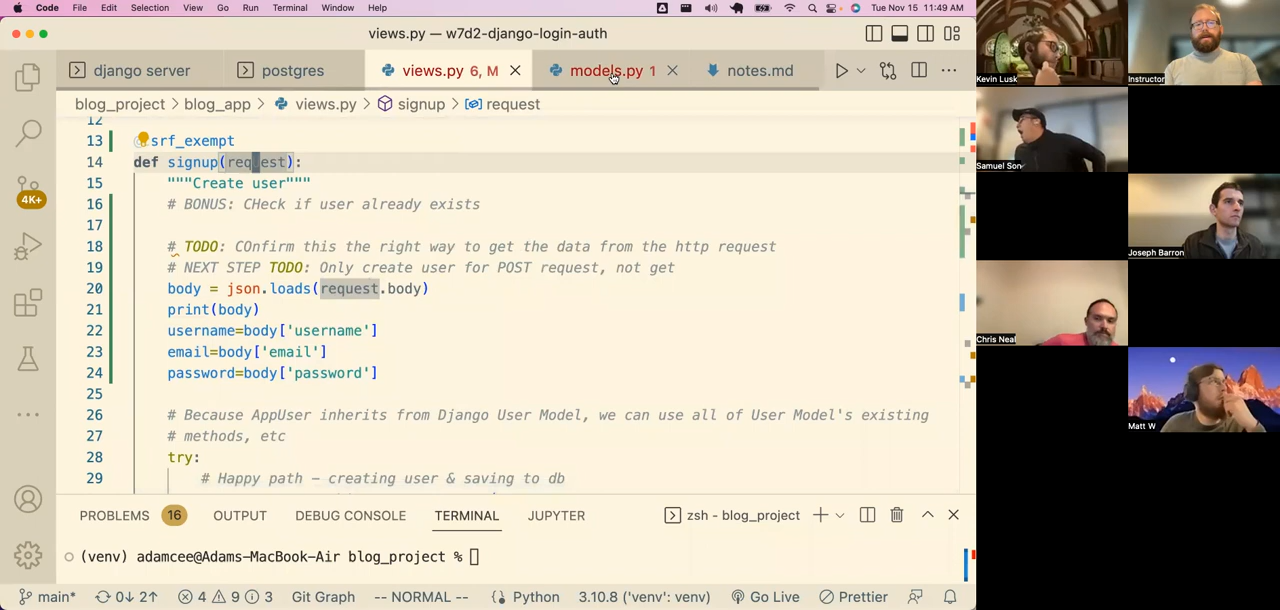 Code File Edit Selection View Go Run Terminal Window Help Tue Nov 15 11:49 AM
views.py — w7d2-django-login-auth
django server postgres views.py 6, M models.py 1 notes.md
blog_project > blog_app > views.py > signup > request
12
13 srf_exempt
14 def signup(request):
15 """Create user"""
16 # BONUS: CHeck if user already exists
17
18 # TODO: COnfirm this the right way to get the data from the http request
19 # NEXT STEP TODO: Only create user for POST request, not get
20 body = json.loads(request.body)
21 print(body)
22 username=body['username']
23 email=body['email']
24 password=body['password']
25
26 # Because AppUser inherits from Django User Model, we can use all of User Model's existing
27 # methods, etc
28 try:
29 # Happy path – creating user & saving to db
4K+
PROBLEMS 16 OUTPUT DEBUG CONSOLE TERMINAL JUPYTER zsh - blog_project
(venv) adamcee@Adams-MacBook-Air blog_project %
main* 0↓ 2↑ 4 9 3 Git Graph -- NORMAL -- Python 3.10.8 ('venv': venv) Go Live Prettier
Kevin Lusk
Instructor
Samuel Son
Joseph Barron
Chris Neal
Matt W